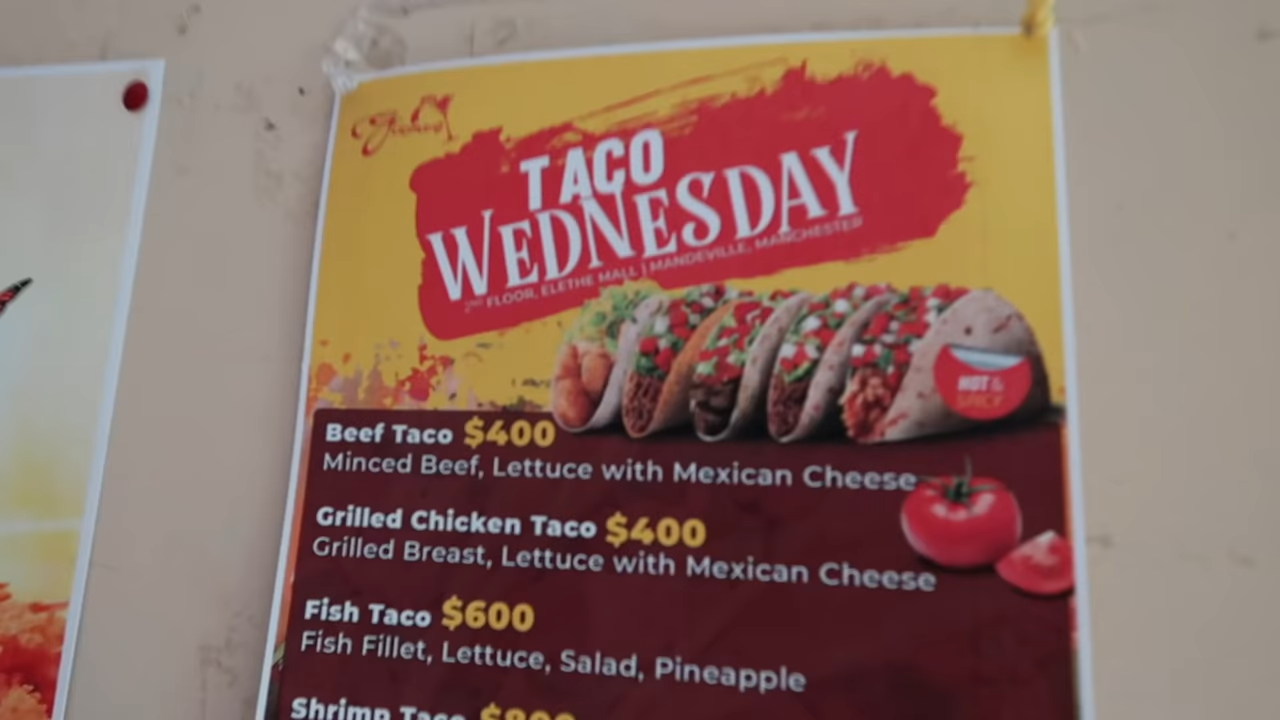 TACO
WEDNESDAY
2ND FLOOR, ELETHE MALL | MANDEVILLE, MANCHESTER
HOT &
SPICY
Beef Taco $400
Minced Beef, Lettuce with Mexican Cheese
Grilled Chicken Taco $400
Grilled Breast, Lettuce with Mexican Cheese
Fish Taco $600
Fish Fillet, Lettuce, Salad, Pineapple
Shrimp Taco $800